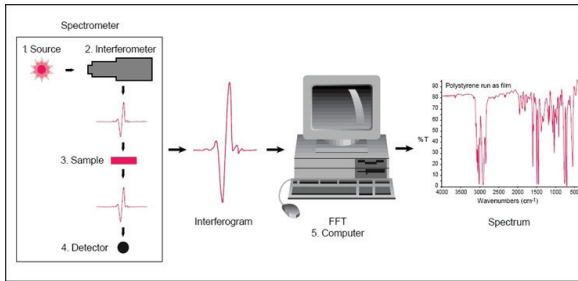 Spectrometer
1. Source
2. Interferometer
3. Sample
4. Detector
Interferogram
FFT
5. Computer
Polystyrene run as film
%T
90
80
70
60
50
40
30
20
10
0
4000 3500 3000 2500 2000 1500 1000 500
Wavenumbers (cm-1)
Spectrum